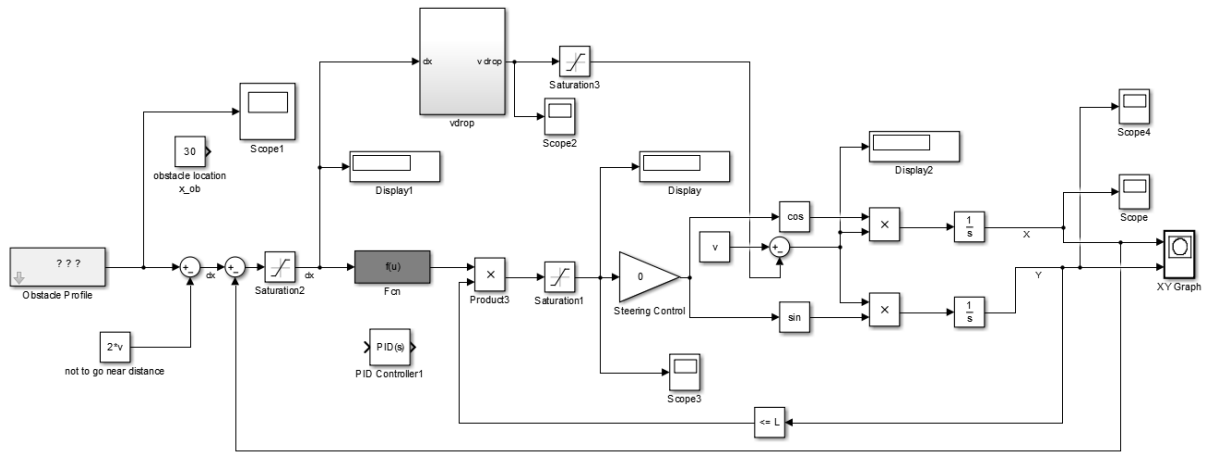 dx
v drop
vdrop
Saturation3
Scope2
Scope1
30
obstacle location
x_ob
Display1
Display
Display2
Scope4
Scope
? ? ?
Obstacle Profile
+
-
dx
+
-
Saturation2
dx
f(u)
Fcn
×
Product3
Saturation1
0
Steering Control
v
+
-
cos
sin
×
×
1
s
1
s
X
Y
XY Graph
2*v
not to go near distance
PID(s)
PID Controller1
Scope3
<= L